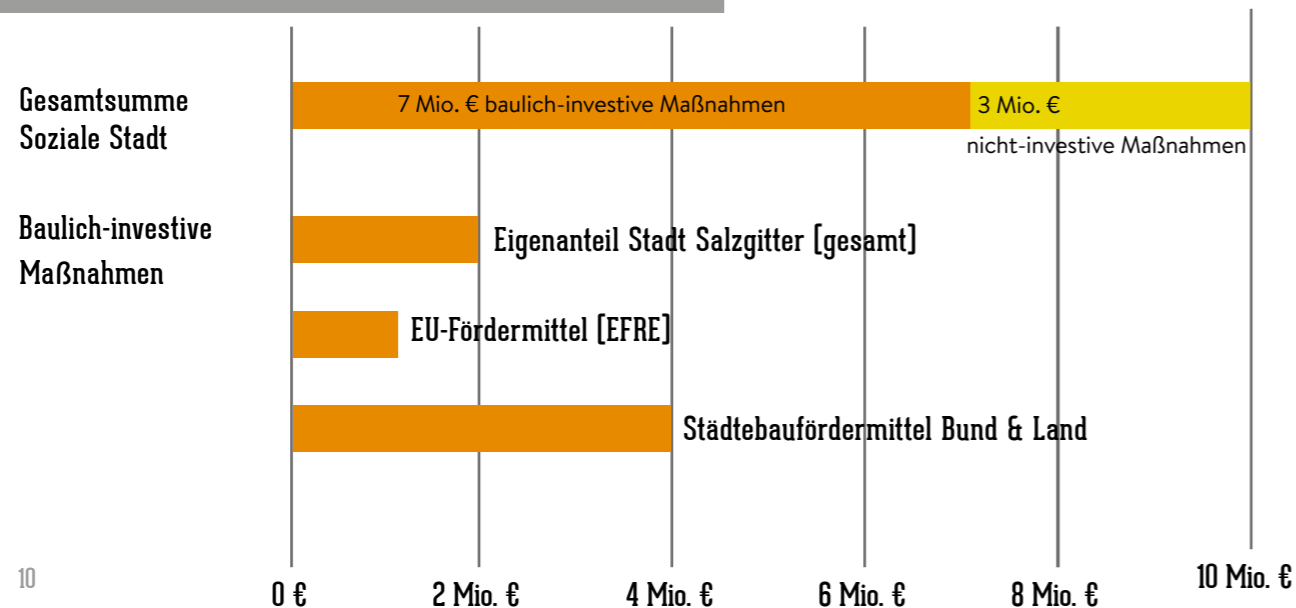 Gesamtsumme
Soziale Stadt
7 Mio. € baulich-investive Maßnahmen
3 Mio. €
nicht-investive Maßnahmen
Baulich-investive
Maßnahmen
Eigenanteil Stadt Salzgitter (gesamt)
EU-Fördermittel (EFRE)
Städtebaufördermittel Bund & Land
0 €
2 Mio. €
4 Mio. €
6 Mio. €
8 Mio. €
10 Mio. €
10